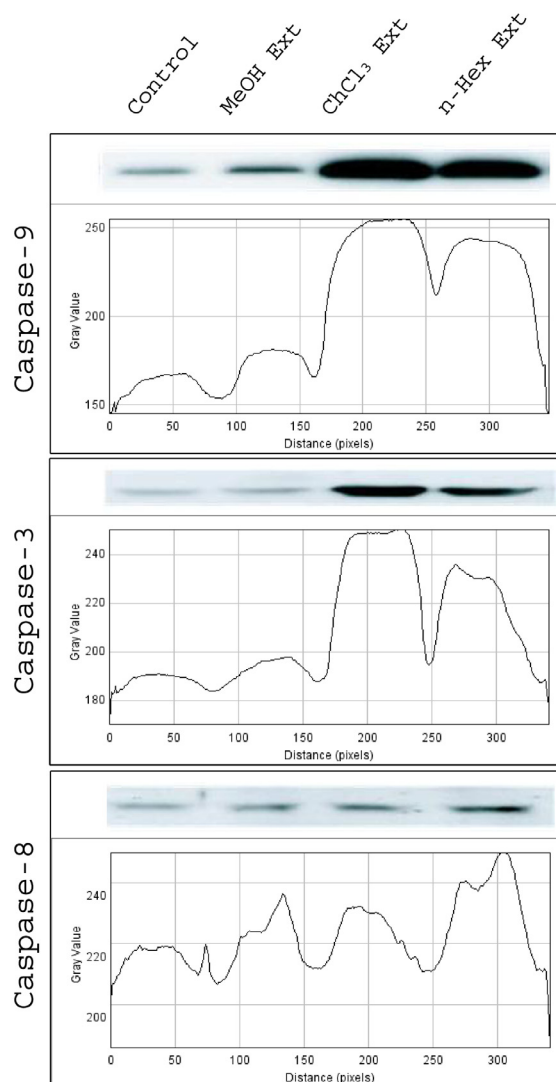 Control
MeOH Ext
ChCl₃ Ext
n-Hex Ext
Caspase-9
Gray Value
250
200
150
0 50 100 150 200 250 300
Distance (pixels)
Caspase-3
Gray Value
240
220
200
180
0 50 100 150 200 250 300
Distance (pixels)
Caspase-8
Gray Value
240
220
200
0 50 100 150 200 250 300
Distance (pixels)